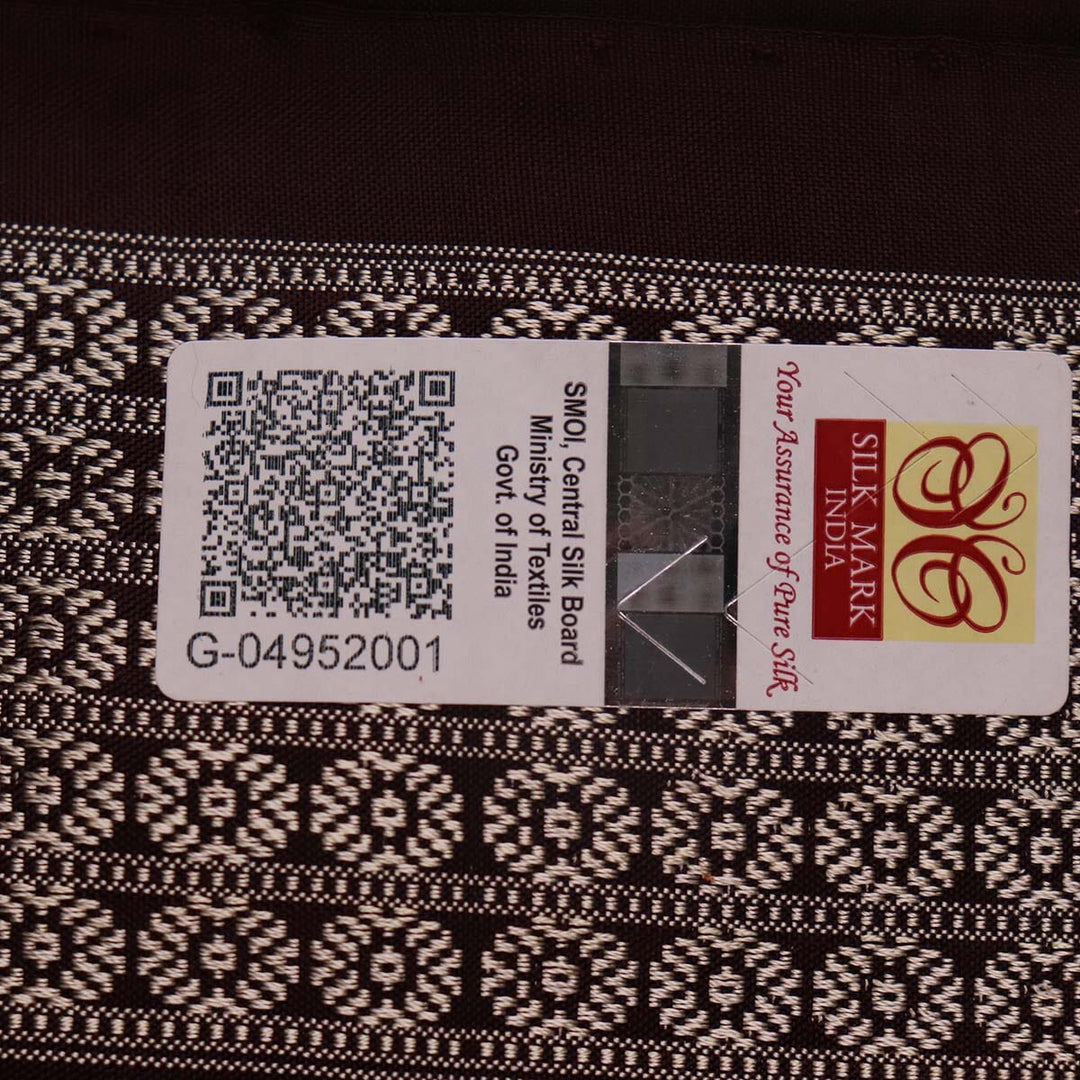 G-04952001
SMOI, Central Silk Board
Ministry of Textiles
Govt. of India
Your Assurance of Pure Silk
SILK MARK
INDIA